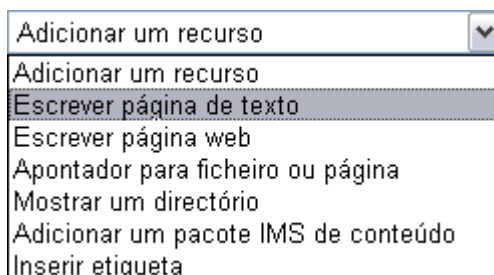 Adicionar um recurso
Adicionar um recurso
Escrever página de texto
Escrever página web
Apontador para ficheiro ou página
Mostrar um directório
Adicionar um pacote IMS de conteúdo
Inserir etiqueta